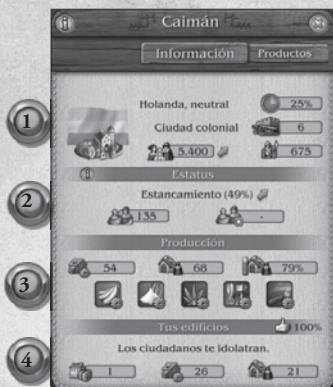 Caimán
Información Productos
1
Holanda, neutral 25%
Ciudad colonial 6
5.400 675
Estatus
2
Estancamiento (49%)
135 -
Producción
54 68 79%
3
Tus edificios 100%
Los ciudadanos te idolatran.
4
1 26 21